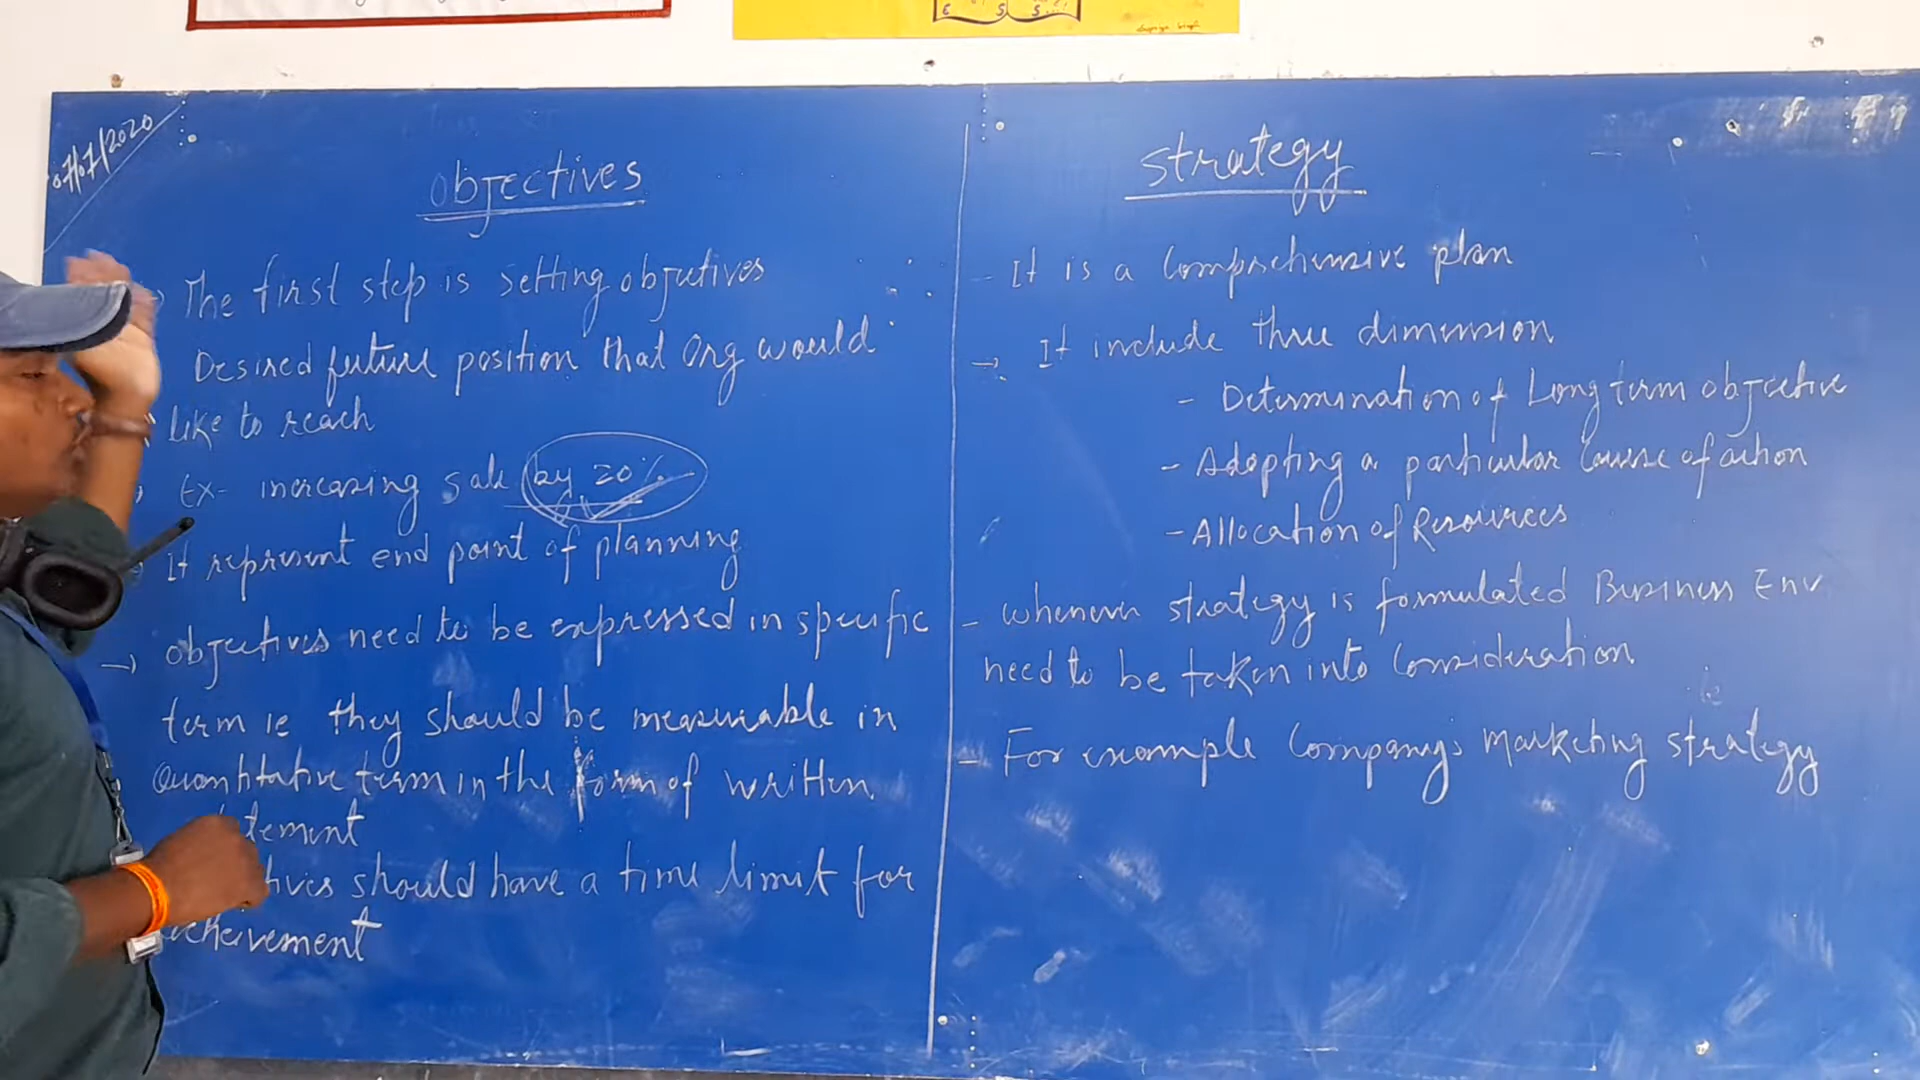 07/07/2020
Objectives
The first step is setting objectives
Desired future position that Org would
like to reach
Ex- increasing sale by 20%
It represent end point of planning
→ objectives need to be expressed in specific
term ie they should be measurable in
Quantitative term in the form of written
tement
tives should have a time limit for
acheivement
Strategy
- It is a Comprehensive plan
→ It include three dimension
- Determination of Long term objective
- Adopting a particular Course of action
- Allocation of Resources
- Whenever strategy is formulated Business Env
need to be taken into Consideration
- For example Company's Marketing strategy